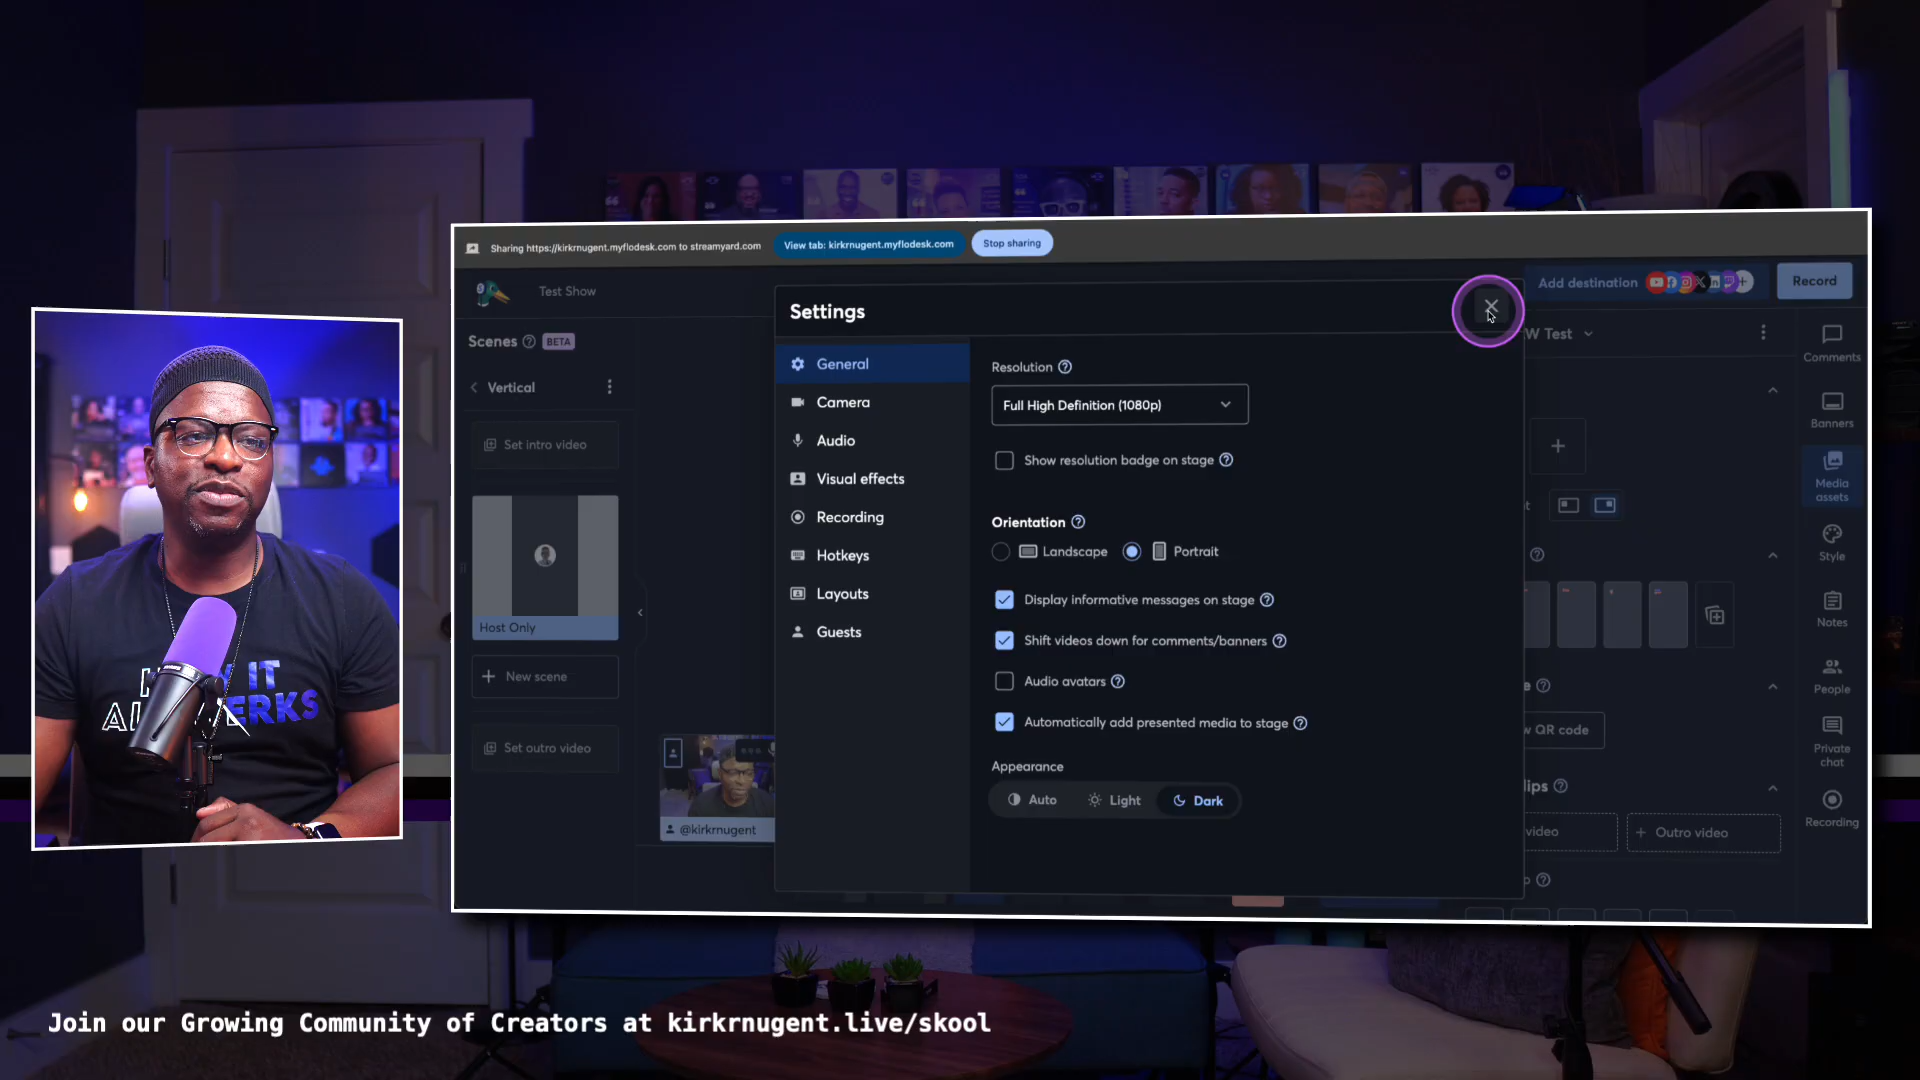 Sharing https://kirkrnugent.myflodesk.com to streamyard.com
View tab: kirkrnugent.myflodesk.com
Stop sharing
Test Show
Add destination
Record
Scenes
BETA
Vertical
Set intro video
Host Only
New scene
Set outro video
@kirkrnugent
Settings
General
Camera
Audio
Visual effects
Recording
Hotkeys
Layouts
Guests
Resolution
Full High Definition (1080p)
Show resolution badge on stage
Orientation
Landscape
Portrait
Display informative messages on stage
Shift videos down for comments/banners
Audio avatars
Automatically add presented media to stage
Appearance
Auto
Light
Dark
W Test
QR code
video
Outro video
Comments
Banners
Media
assets
Style
Notes
People
Private
chat
Recording
Join our Growing Community of Creators at kirkrnugent.live/skool